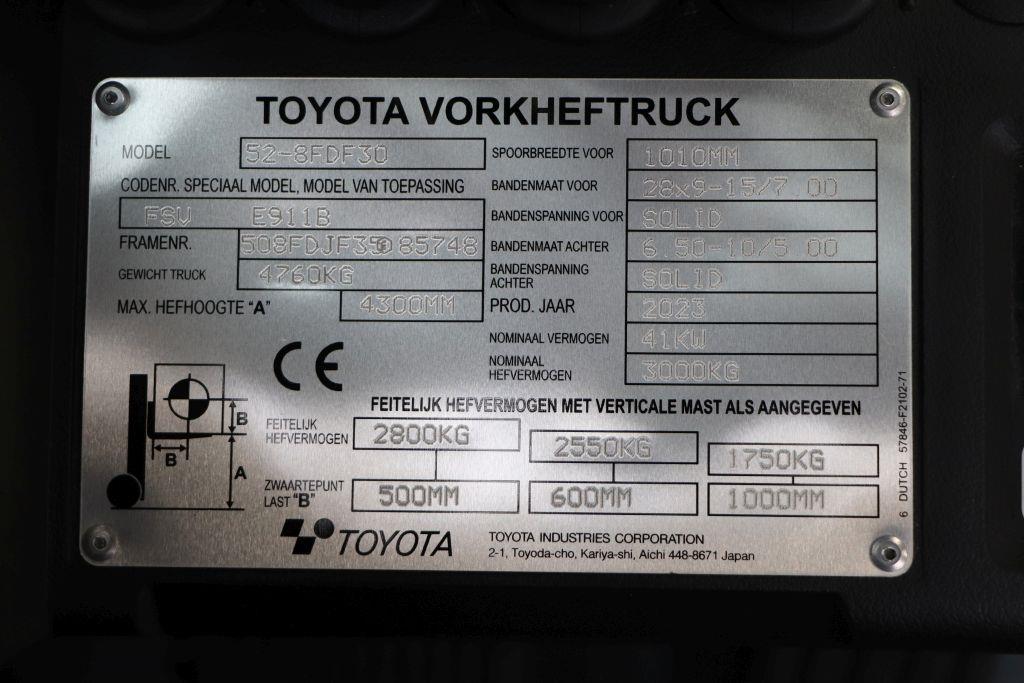 TOYOTA VORKHEFTRUCK
MODEL 52-8FDF30
CODENR. SPECIAAL MODEL, MODEL VAN TOEPASSING
FSV E911B
FRAMENR. 508FDJF35 85748
GEWICHT TRUCK 4760KG
MAX. HEFHOOGTE "A" 4300MM
SPOORBREEDTE VOOR 1010MM
BANDENMAAT VOOR 28x9-15/7.00
BANDENSPANNING VOOR SOLID
BANDENMAAT ACHTER 6.50-10/5.00
BANDENSPANNING
ACHTER SOLID
PROD. JAAR 2023
NOMINAAL VERMOGEN 41KW
NOMINAAL
HEFVERMOGEN 3000KG
CE
FEITELIJK HEFVERMOGEN MET VERTICALE MAST ALS AANGEGEVEN
FEITELIJK
HEFVERMOGEN 2800KG 2550KG 1750KG
ZWAARTEPUNT
LAST "B" 500MM 600MM 1000MM
B
B
A
TOYOTA
TOYOTA INDUSTRIES CORPORATION
2-1, Toyoda-cho, Kariya-shi, Aichi 448-8671 Japan
6 DUTCH 57846-F2102-71